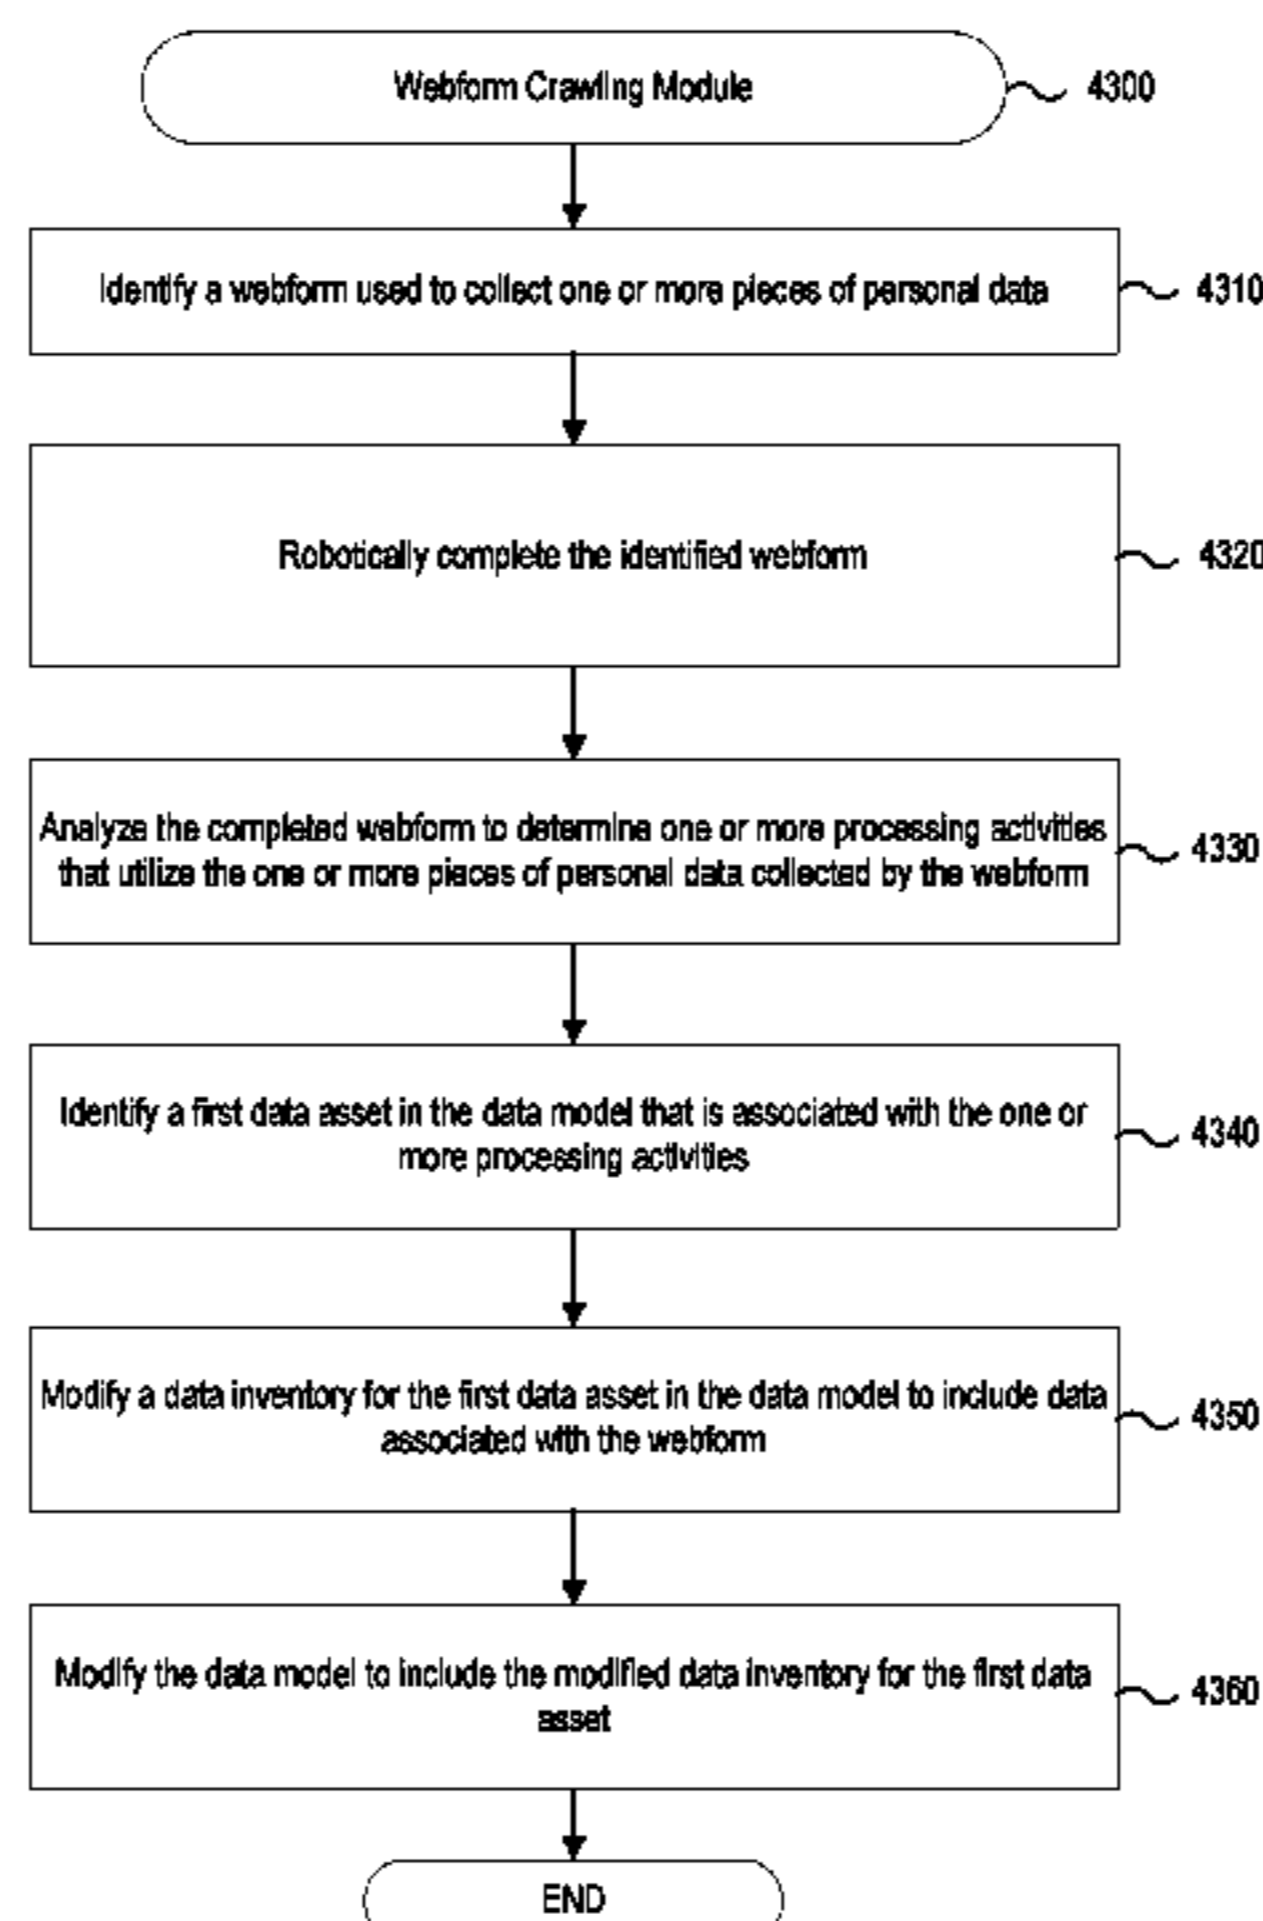 Webform Crawling Module
4300
Identify a webform used to collect one or more pieces of personal data
4310
Robotically complete the identified webform
4320
Analyze the completed webform to determine one or more processing activities
that utilize the one or more pieces of personal data collected by the webform
4330
Identify a first data asset in the data model that is associated with the one or
more processing activities
4340
Modify a data inventory for the first data asset in the data model to include data
associated with the webform
4350
Modify the data model to include the modified data inventory for the first data
asset
4360
END